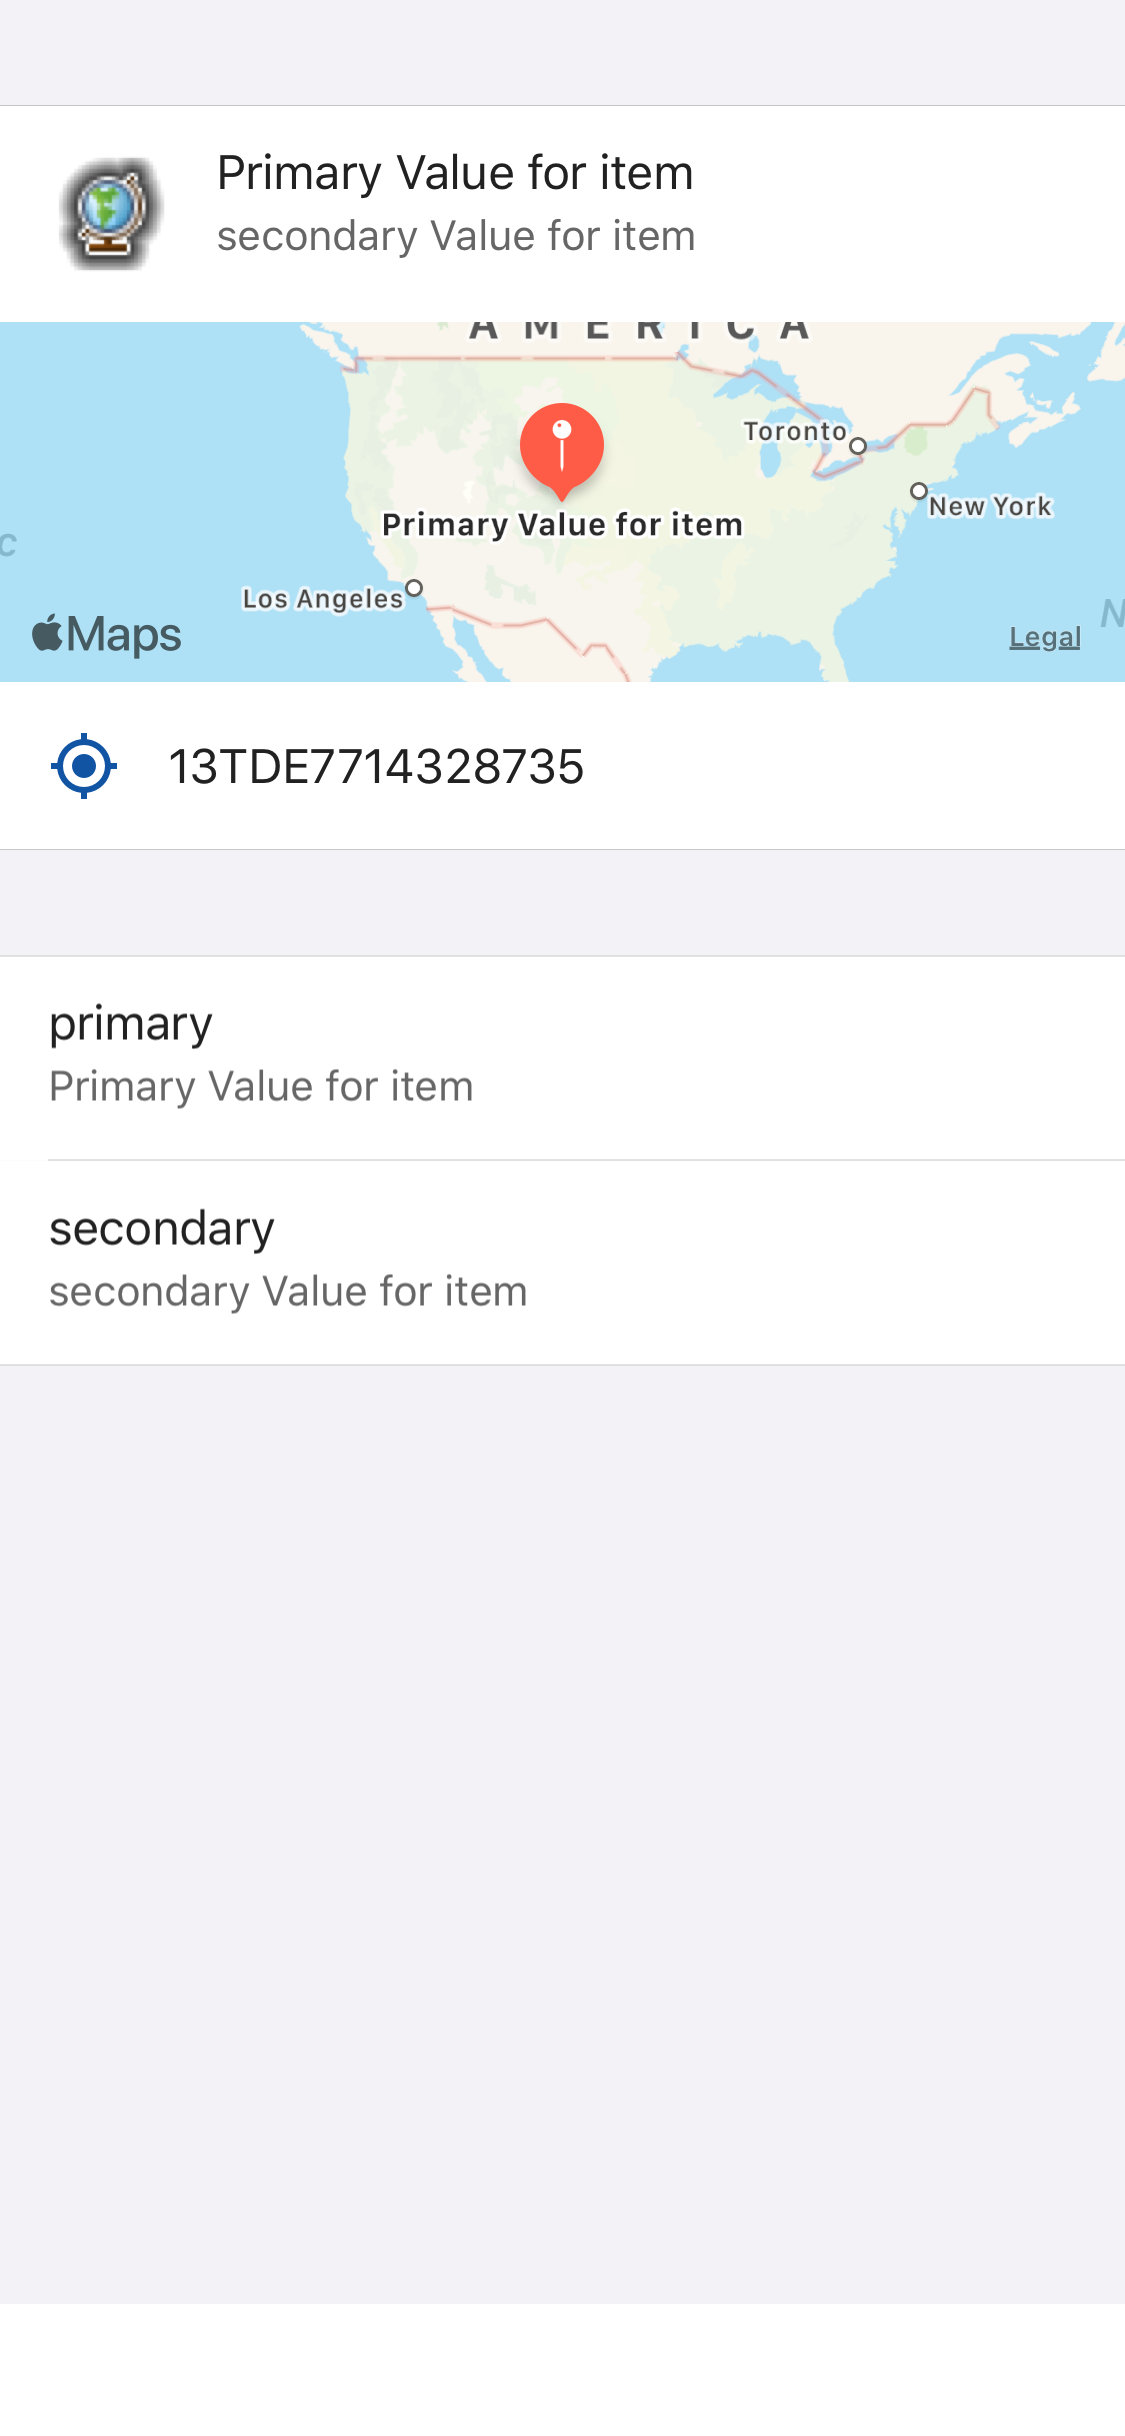 Primary Value for item
secondary Value for item
AMERICA
Toronto
New York
Primary Value for item
Los Angeles
Maps
Legal
13TDE7714328735
primary
Primary Value for item
secondary
secondary Value for item